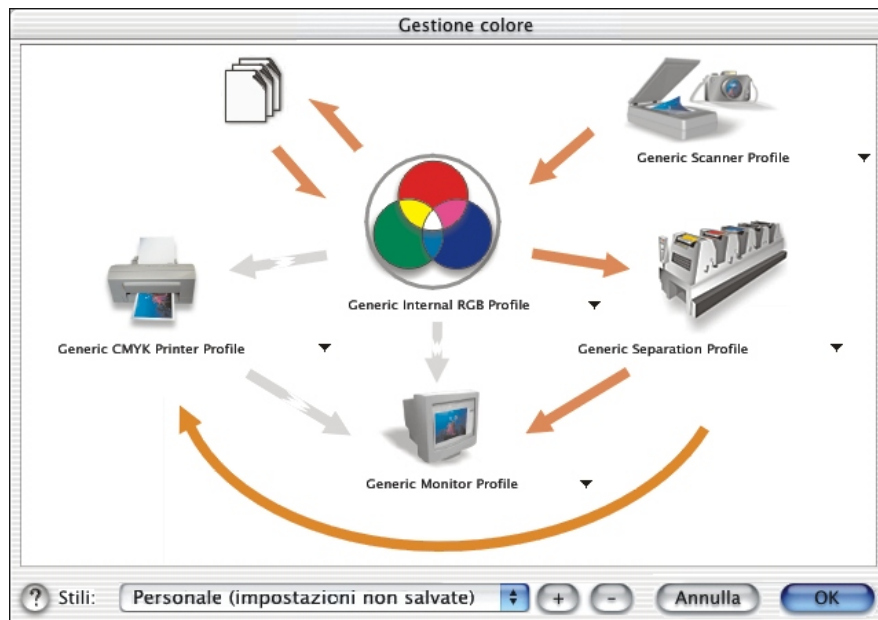 Gestione colore
Generic Scanner Profile
Generic Internal RGB Profile
Generic CMYK Printer Profile
Generic Separation Profile
Generic Monitor Profile
? Stili: Personale (impostazioni non salvate) + - Annulla OK